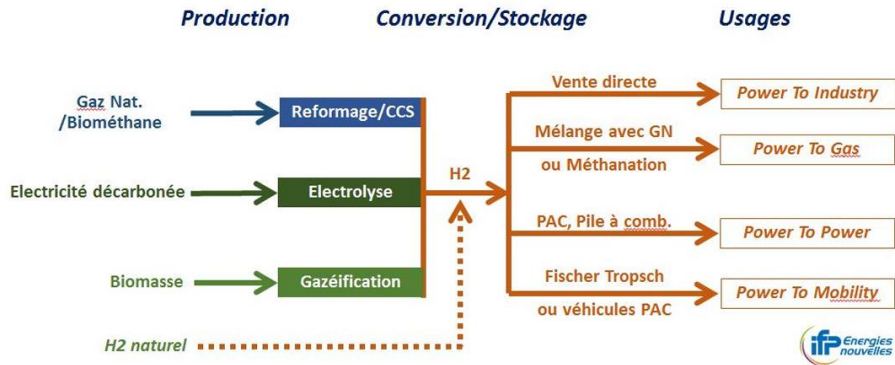 Production
Conversion/Stockage
Usages
Gaz Nat.
/Biométhane
Reformage/CCS
Vente directe
Power To Industry
Mélange avec GN
ou Méthanation
Power To Gas
H2
Electricité décarbonée
Electrolyse
PAC, Pile à comb.
Power To Power
Biomasse
Gazéification
Fischer Tropsch
ou véhicules PAC
Power To Mobility
H2 naturel
ifp Energies
nouvelles